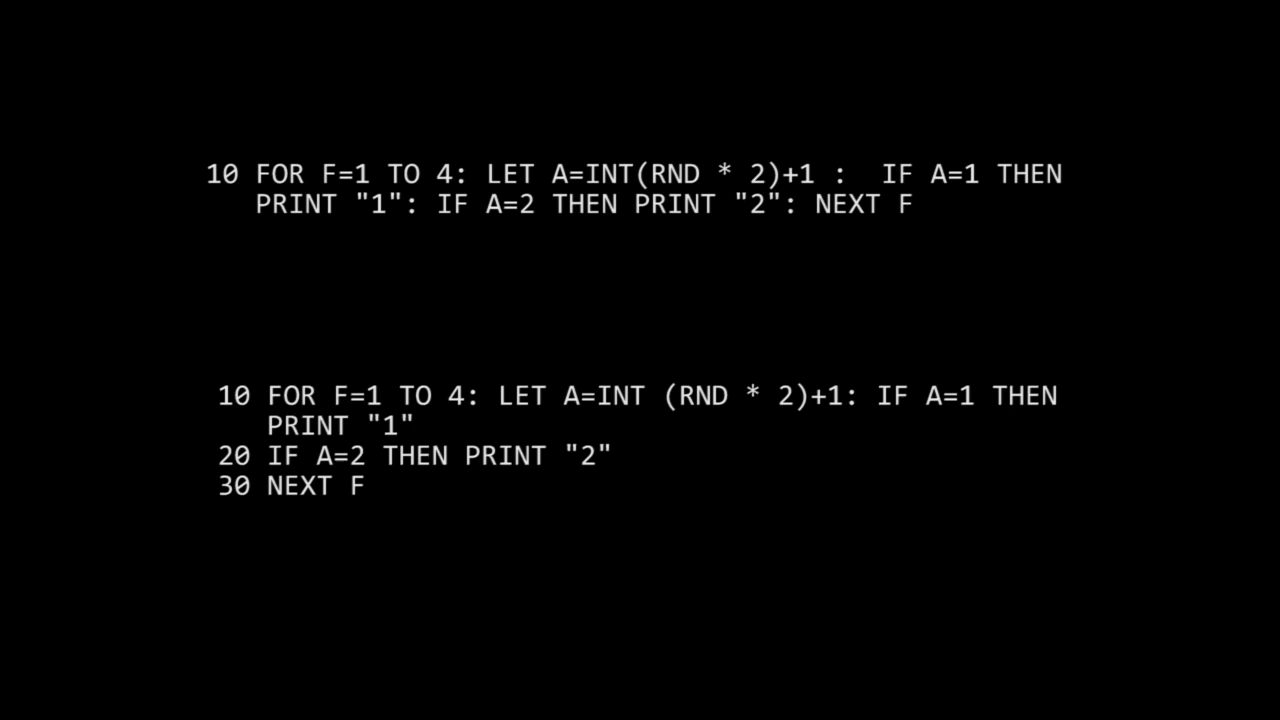 10 FOR F=1 TO 4: LET A=INT(RND * 2)+1 :  IF A=1 THEN
PRINT "1": IF A=2 THEN PRINT "2": NEXT F
10 FOR F=1 TO 4: LET A=INT (RND * 2)+1: IF A=1 THEN
PRINT "1"
20 IF A=2 THEN PRINT "2"
30 NEXT F